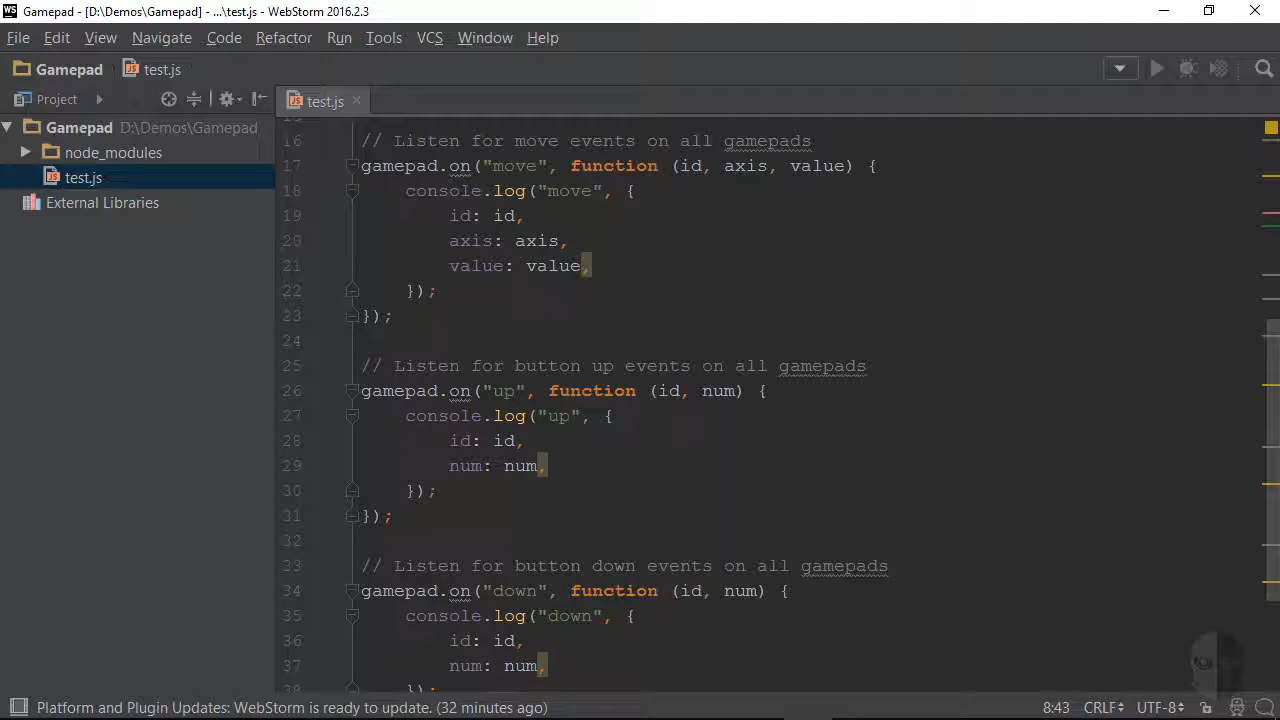 WS Gamepad - [D:\Demos\Gamepad] - ...\test.js - WebStorm 2016.2.3
File Edit View Navigate Code Refactor Run Tools VCS Window Help
Gamepad JS test.js
Project JS test.js
Gamepad D:\Demos\Gamepad
node_modules
JS test.js
External Libraries
16 // Listen for move events on all gamepads
17 gamepad.on("move", function (id, axis, value) {
18 console.log("move", {
19 id: id,
20 axis: axis,
21 value: value,
22 });
23 });
24
25 // Listen for button up events on all gamepads
26 gamepad.on("up", function (id, num) {
27 console.log("up", {
28 id: id,
29 num: num,
30 });
31 });
32
33 // Listen for button down events on all gamepads
34 gamepad.on("down", function (id, num) {
35 console.log("down", {
36 id: id,
37 num: num,
38 });
Platform and Plugin Updates: WebStorm is ready to update. (32 minutes ago) 8:43 CRLF UTF-8